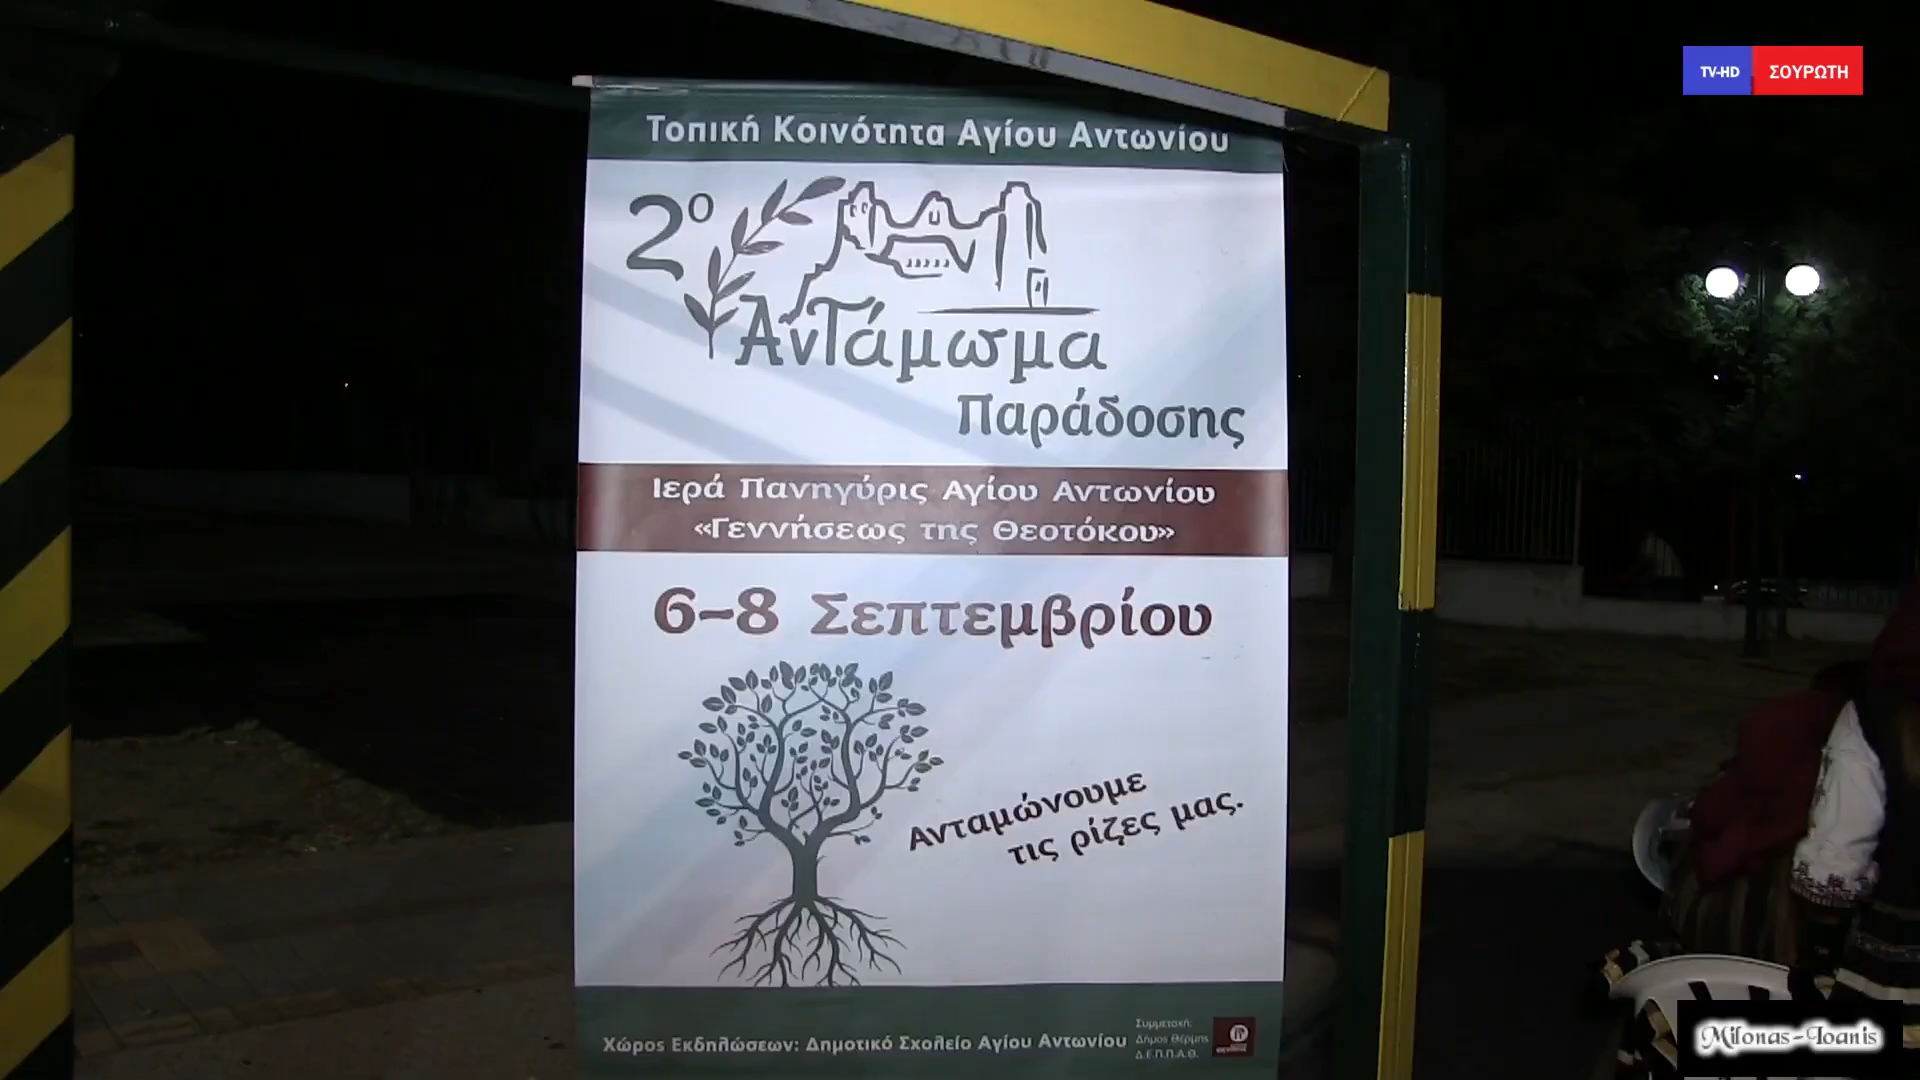 TV-HD ΣΟΥΡΩΤΗ
Τοπική Κοινότητα Αγίου Αντωνίου
2ο
Αντάμωμα
Παράδοσης
Ιερά Πανηγύρις Αγίου Αντωνίου
«Γεννήσεως της Θεοτόκου»
6–8 Σεπτεμβρίου
Ανταμώνουμε
τις ρίζες μας.
Χώρος Εκδηλώσεων: Δημοτικό Σχολείο Αγίου Αντωνίου
Συμμετοχή:
Δήμος Θέρμης
Δ.Ε.Π.Π.Α.Θ.
Milonas-Ioanis